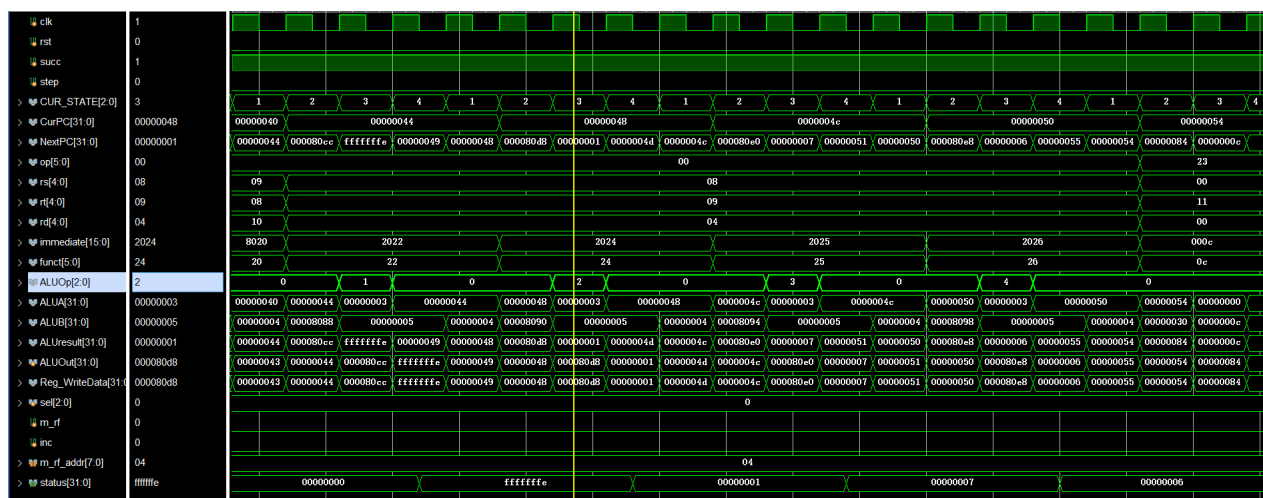 clk 1
rst 0
succ 1
step 0
CUR_STATE[2:0] 3 1 2 3 4 1 2 3 4 1 2 3 4 1 2 3 4 1 2 3 4
CurPC[31:0] 00000048 00000040 00000044 00000048 0000004c 00000050 00000054
NextPC[31:0] 00000001 00000044 000080cc fffffffe 00000049 00000048 000080d8 00000001 0000004d 0000004c 000080e0 00000007 00000051 00000050 000080e8 00000006 00000055 00000054 00000084 0000000c
op[5:0] 00 00 23
rs[4:0] 08 09 08 00
rt[4:0] 09 08 09 11
rd[4:0] 04 10 04 00
immediate[15:0] 2024 8020 2022 2024 2025 2026 000c
funct[5:0] 24 20 22 24 25 26 0c
ALUOp[2:0] 2 0 1 0 2 0 3 0 4 0
ALUA[31:0] 00000003 00000040 00000044 00000003 00000044 00000048 00000003 00000048 0000004c 00000003 0000004c 00000050 00000003 00000050 00000054 00000000
ALUB[31:0] 00000005 00000004 00008088 00000005 00000004 00008090 00000005 00000004 00008094 00000005 00000004 00008098 00000005 00000004 00000030 0000000c
ALUresult[31:0] 00000001 00000044 000080cc fffffffe 00000049 00000048 000080d8 00000001 0000004d 0000004c 000080e0 00000007 00000051 00000050 000080e8 00000006 00000055 00000054 00000084 0000000c
ALUOut[31:0] 000080d8 00000043 00000044 000080cc fffffffe 00000049 00000048 000080d8 00000001 0000004d 0000004c 000080e0 00000007 00000051 00000050 000080e8 00000006 00000055 00000054 00000084
Reg_WriteData[31:0 000080d8 00000043 00000044 000080cc fffffffe 00000049 00000048 000080d8 00000001 0000004d 0000004c 000080e0 00000007 00000051 00000050 000080e8 00000006 00000055 00000054 00000084
sel[2:0] 0 0
m_rf 0
inc 0
m_rf_addr[7:0] 04 04
status[31:0] fffffffe 00000000 fffffffe 00000001 00000007 00000006